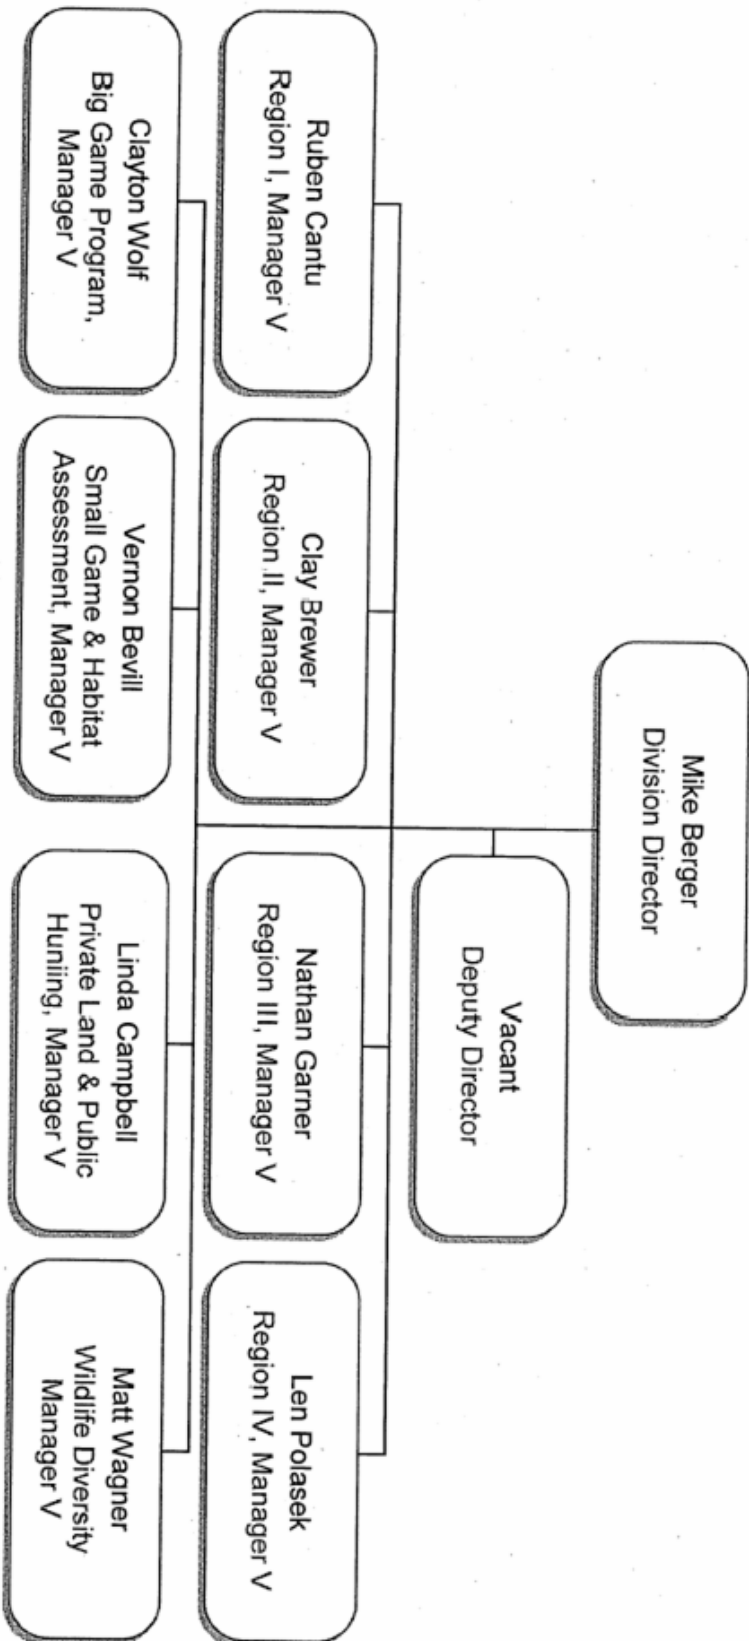 Mike Berger
Division Director
Vacant
Deputy Director
Ruben Cantu
Region I, Manager V
Clay Brewer
Region II, Manager V
Nathan Garner
Region III, Manager V
Len Polasek
Region IV, Manager V
Clayton Wolf
Big Game Program,
Manager V
Vernon Bevill
Small Game & Habitat
Assessment, Manager V
Linda Campbell
Private Land & Public
Huniing, Manager V
Matt Wagner
Wildlife Diversity
Manager V